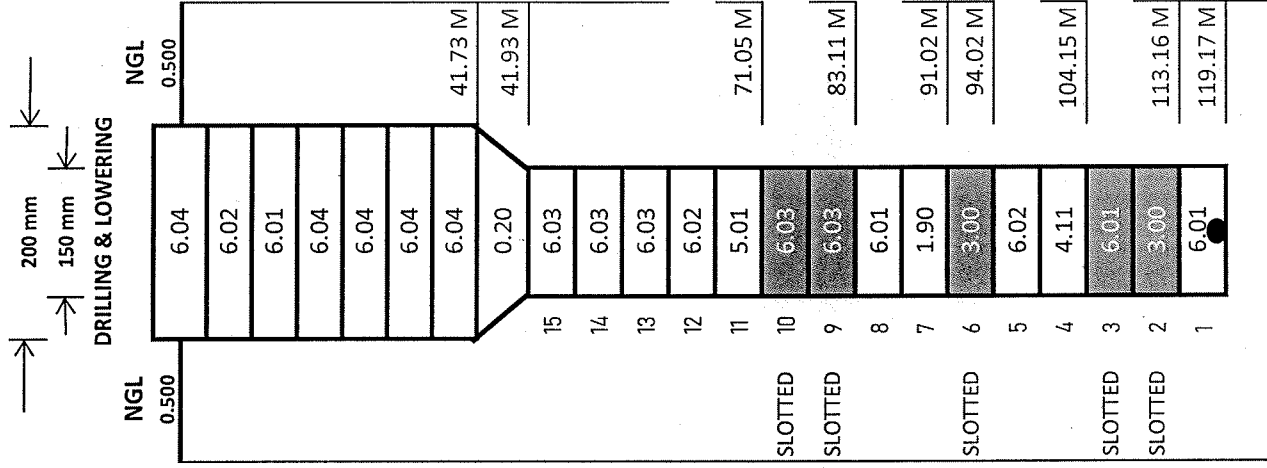 200 mm
150 mm
DRILLING & LOWERING
NGL NGL
0.500 0.500
6.04
6.02
6.01
6.04
6.04
6.04
6.04 41.73 M
0.20 41.93 M
15 6.03
14 6.03
13 6.03
12 6.02
11 5.01 71.05 M
SLOTTED 10 6.03
SLOTTED 9 6.03 83.11 M
8 6.01
7 1.90 91.02 M
SLOTTED 6 3.00 94.02 M
5 6.02
4 4.11 104.15 M
SLOTTED 3 6.01
SLOTTED 2 3.00 113.16 M
1 6.01 119.17 M